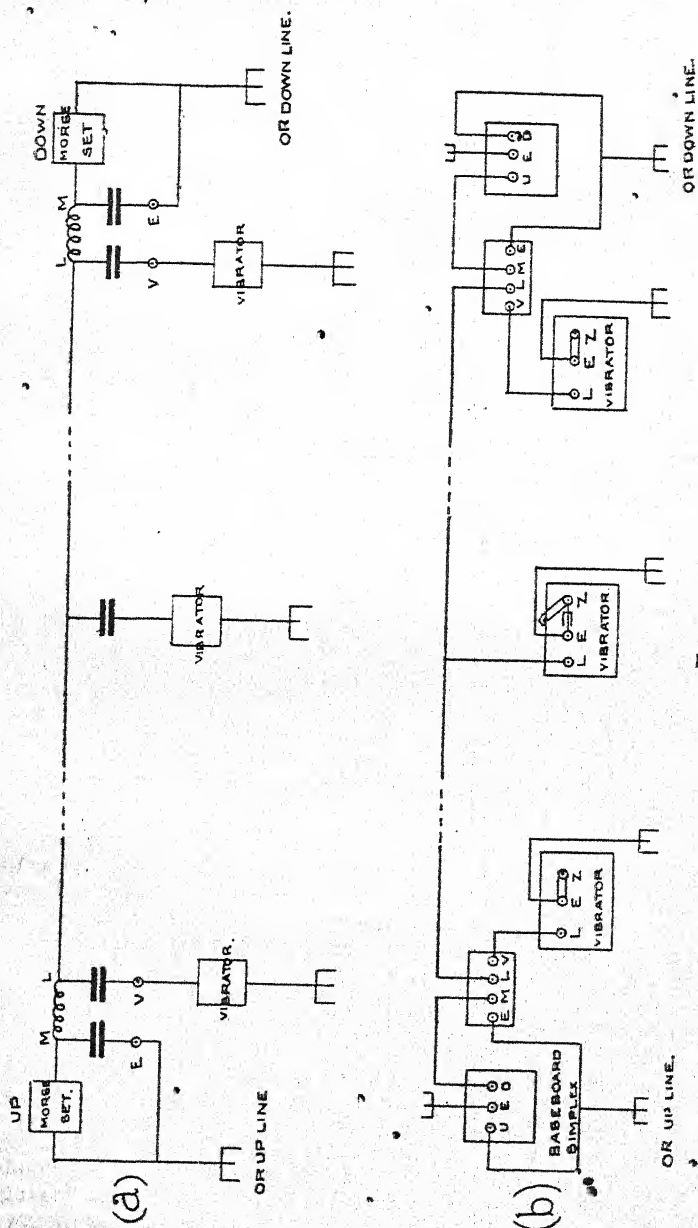 (a)
UP
MORSE
SET.
M
L
E
V
VIBRATOR.
OR UP LINE
VIBRATOR
DOWN
MORSE
SET
L
M
V
E
VIBRATOR
OR DOWN LINE.
(b)
U E D
BASEBOARD
SIMPLEX
OR UP LINE.
E M L V
L E Z
VIBRATOR
L E Z
VIBRATOR.
V L M E
L E Z
VIBRATOR
U E D
OR DOWN LINE.